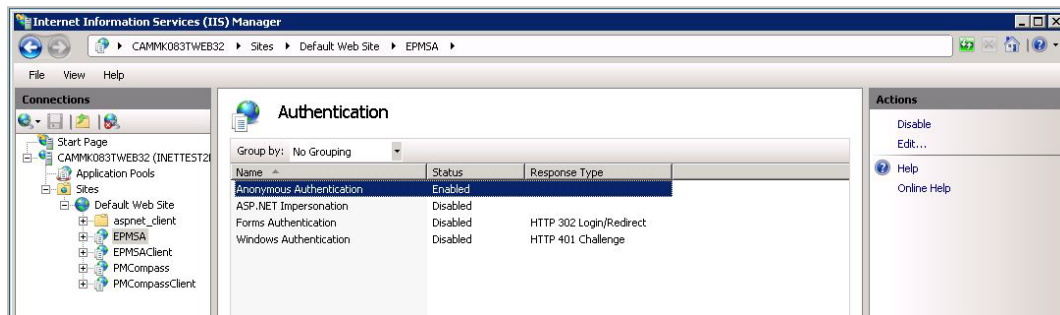 Internet Information Services (IIS) Manager
CAMMK083TWEB32 Sites Default Web Site EPMSA
File View Help
Connections
Start Page
CAMMK083TWEB32 (INETTEST2
Application Pools
Sites
Default Web Site
aspnet_client
EPMSA
EPMSAClient
PMCompass
PMCompassClient
Authentication
Group by: No Grouping
Name Status Response Type
Anonymous Authentication Enabled
ASP.NET Impersonation Disabled
Forms Authentication Disabled HTTP 302 Login/Redirect
Windows Authentication Disabled HTTP 401 Challenge
Actions
Disable
Edit...
Help
Online Help